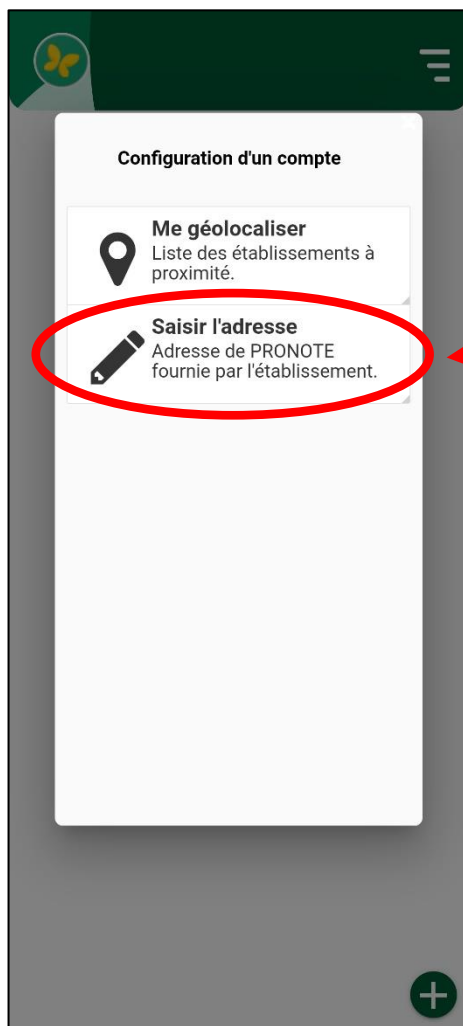 Configuration d'un compte
Me géolocaliser
Liste des établissements à
proximité.
Saisir l'adresse
Adresse de PRONOTE
fournie par l'établissement.